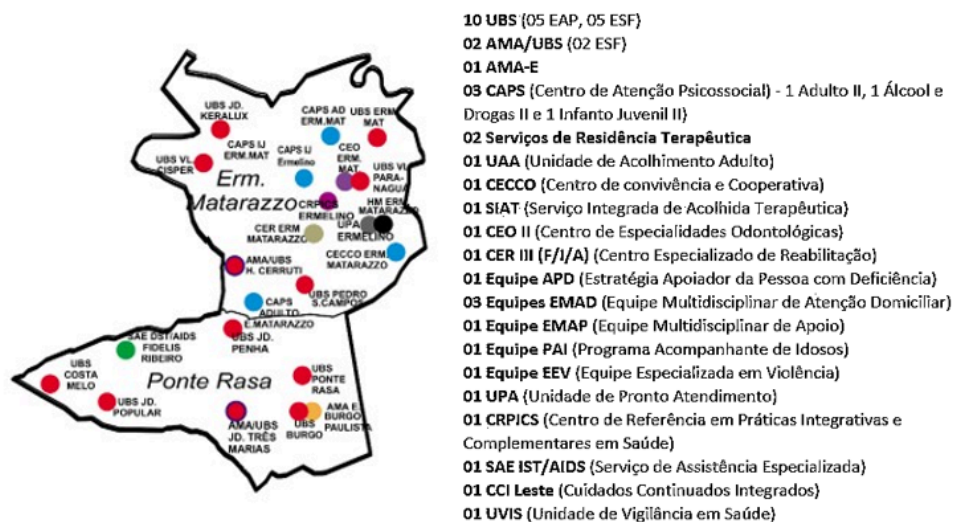 UBS JD.
KERALUX
CAPS AD
ERM.MAT
UBS ERM.
MAT
CAPS IJ
ERM.MAT
CAPS IJ
Ermelino
CEO
ERM.
MAT
UBS VL.
CISPER
UBS VL
PARA-
NAGUA
Erm.
Matarazzo
CRPICS
ERMELINO
HM ERM
MATARAZZO
UPA
ERMELINO
CER ERM
MATARAZZO
CECCO ERM.
MATARAZZO
AMA/UBS
H. CERRUTI
UBS PEDRO
S.CAMPOS
CAPS
ADULTO
E.MATARAZZO
UBS JD.
PENHA
SAE DST/AIDS
FIDELIS
RIBEIRO
UBS
COSTA
MELO
Ponte Rasa
UBS
PONTE
RASA
UBS JD.
POPULAR
AMA/UBS
JD. TRÊS
MARIAS
UBS
BURGO
AMA E.
BURGO
PAULISTA
10 UBS (05 EAP, 05 ESF)
02 AMA/UBS (02 ESF)
01 AMA-E
03 CAPS (Centro de Atenção Psicossocial) - 1 Adulto II, 1 Álcool e
Drogas II e 1 Infanto Juvenil II)
02 Serviços de Residência Terapêutica
01 UAA (Unidade de Acolhimento Adulto)
01 CECCO (Centro de convivência e Cooperativa)
01 SIAT (Serviço Integrada de Acolhida Terapêutica)
01 CEO II (Centro de Especialidades Odontológicas)
01 CER III (F/I/A) (Centro Especializado de Reabilitação)
01 Equipe APD (Estratégia Apoiador da Pessoa com Deficiência)
03 Equipes EMAD (Equipe Multidisciplinar de Atenção Domiciliar)
01 Equipe EMAP (Equipe Multidisciplinar de Apoio)
01 Equipe PAI (Programa Acompanhante de Idosos)
01 Equipe EEV (Equipe Especializada em Violência)
01 UPA (Unidade de Pronto Atendimento)
01 CRPICS (Centro de Referência em Práticas Integrativas e
Complementares em Saúde)
01 SAE IST/AIDS (Serviço de Assistência Especializada)
01 CCI Leste (Cuidados Continuados Integrados)
01 UVIS (Unidade de Vigilância em Saúde)